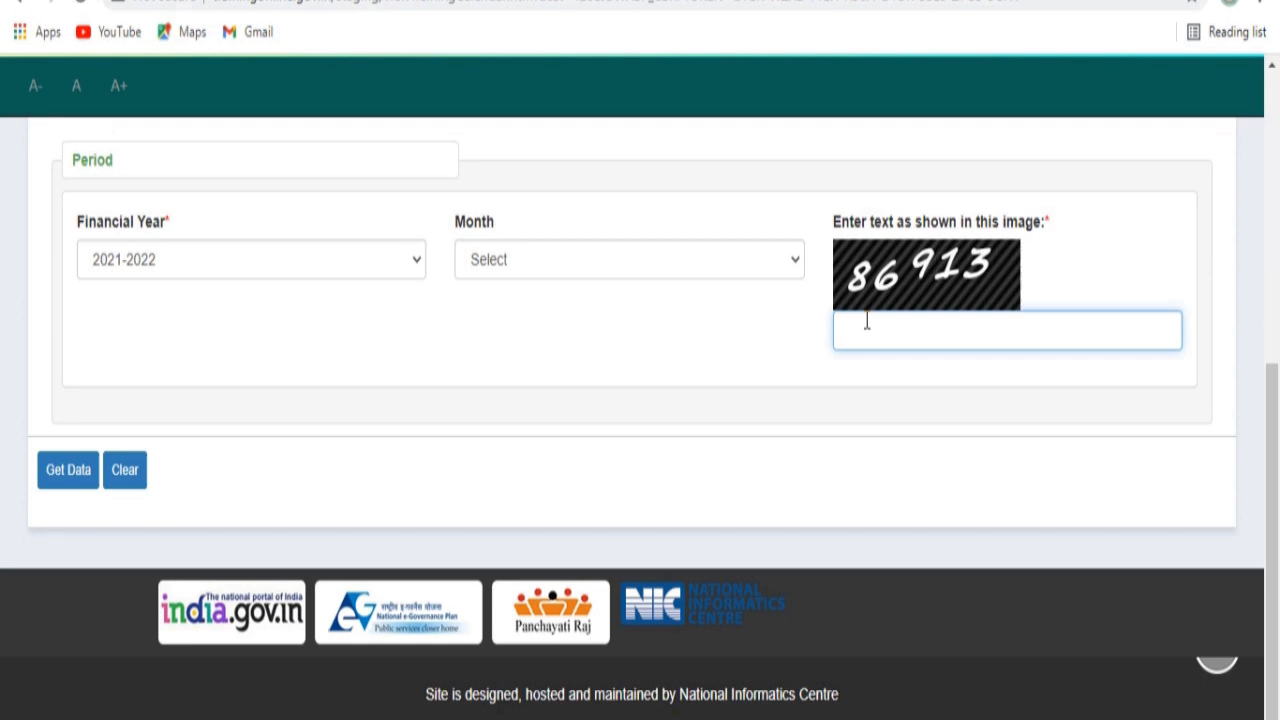 Apps YouTube Maps Gmail Reading list
A- A A+
Period
Financial Year* Month Enter text as shown in this image:*
86913
2021-2022 Select
Get Data Clear
The national portal of India
india.gov.in
राष्ट्रीय ई-गवर्नेंस योजना
National e-Governance Plan
Public services closer home
Panchayati Raj
NIC NATIONAL
INFORMATICS
CENTRE
Site is designed, hosted and maintained by National Informatics Centre